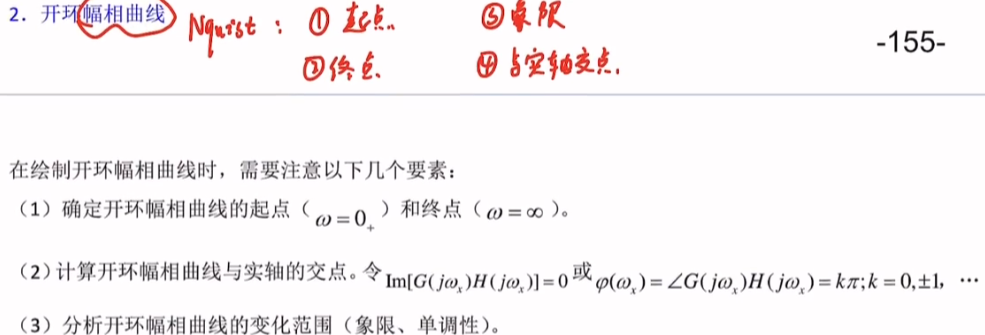 2. 开环幅相曲线 Nquist: ①起点. ③象限
②终点. ④与实轴交点.
-155-
在绘制开环幅相曲线时，需要注意以下几个要素：
（1）确定开环幅相曲线的起点（ω=0₊）和终点（ω=∞）。
（2）计算开环幅相曲线与实轴的交点。令 Im[G(jωₓ)H(jωₓ)]=0 或 φ(ωₓ)=∠G(jωₓ)H(jωₓ)=kπ;k=0,±1, …
（3）分析开环幅相曲线的变化范围（象限、单调性）。